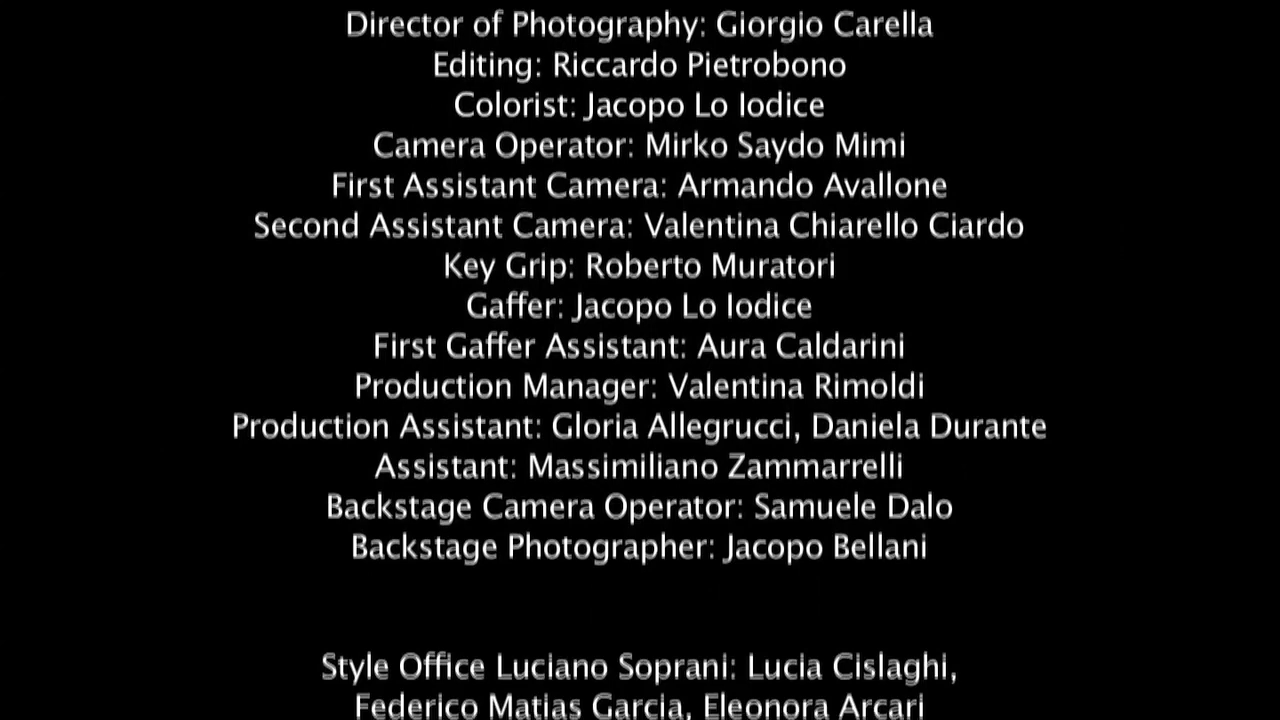 Director of Photography: Giorgio Carella
Editing: Riccardo Pietrobono
Colorist: Jacopo Lo Iodice
Camera Operator: Mirko Saydo Mimi
First Assistant Camera: Armando Avallone
Second Assistant Camera: Valentina Chiarello Ciardo
Key Grip: Roberto Muratori
Gaffer: Jacopo Lo Iodice
First Gaffer Assistant: Aura Caldarini
Production Manager: Valentina Rimoldi
Production Assistant: Gloria Allegrucci, Daniela Durante
Assistant: Massimiliano Zammarrelli
Backstage Camera Operator: Samuele Dalo
Backstage Photographer: Jacopo Bellani
Style Office Luciano Soprani: Lucia Cislaghi,
Federico Matias Garcia, Eleonora Arcari